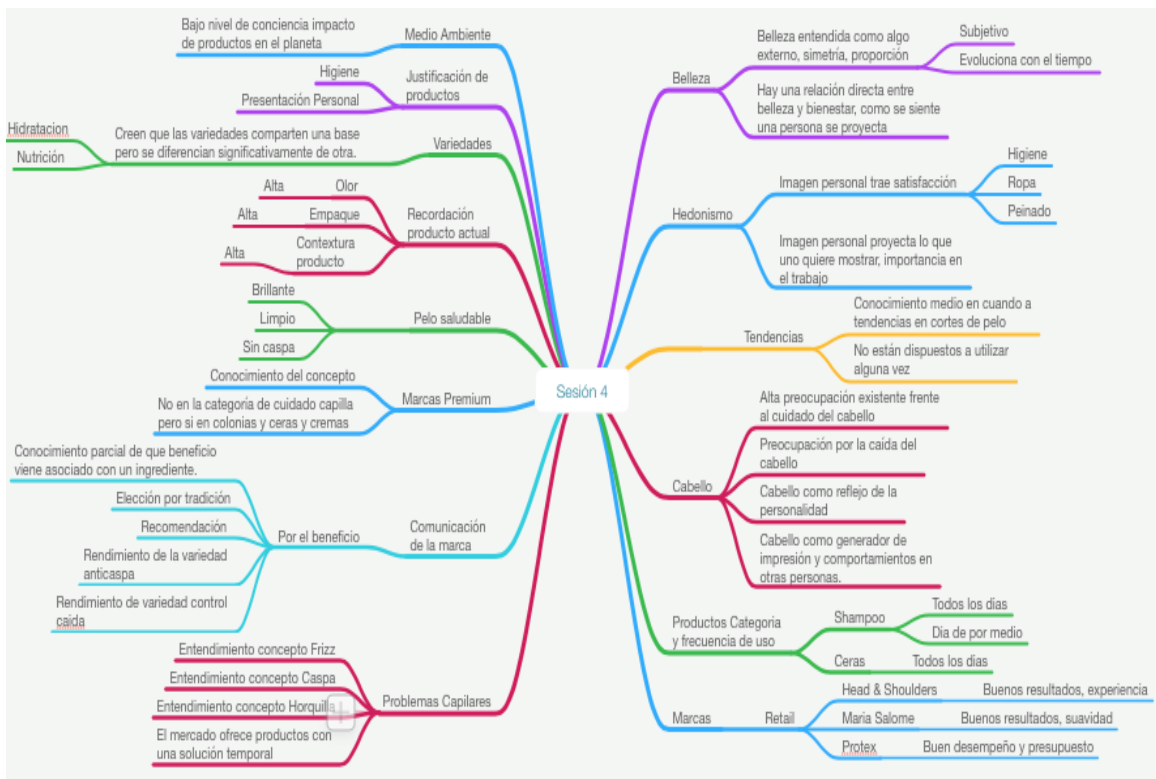 Sesión 4
Belleza
Belleza entendida como algo
externo, simetría, proporción
Subjetivo
Evoluciona con el tiempo
Hay una relación directa entre
belleza y bienestar, como se siente
una persona se proyecta
Hedonismo
Imagen personal trae satisfacción
Higiene
Ropa
Peinado
Imagen personal proyecta lo que
uno quiere mostrar, importancia en
el trabajo
Tendencias
Conocimiento medio en cuando a
tendencias en cortes de pelo
No están dispuestos a utilizar
alguna vez
Cabello
Alta preocupación existente frente
al cuidado del cabello
Preocupación por la caída del
cabello
Cabello como reflejo de la
personalidad
Cabello como generador de
impresión y comportamientos en
otras personas.
Productos Categoria
y frecuencia de uso
Shampoo
Todos los dias
Dia de por medio
Ceras
Todos los dias
Marcas
Retail
Head & Shoulders
Buenos resultados, experiencia
Maria Salome
Buenos resultados, suavidad
Protex
Buen desempeño y presupuesto
Medio Ambiente
Bajo nivel de conciencia impacto
de productos en el planeta
Justificación de
productos
Higiene
Presentación Personal
Variedades
Creen que las variedades comparten una base
pero se diferencian significativamente de otra.
Hidratacion
Nutrición
Recordación
producto actual
Olor
Alta
Empaque
Alta
Contextura
producto
Alta
Pelo saludable
Brillante
Limpio
Sin caspa
Marcas Premium
Conocimiento del concepto
No en la categoría de cuidado capilla
pero si en colonias y ceras y cremas
Comunicación
de la marca
Por el beneficio
Conocimiento parcial de que beneficio
viene asociado con un ingrediente.
Elección por tradición
Recomendación
Rendimiento de la variedad
anticaspa
Rendimiento de variedad control
caida
Problemas Capilares
Entendimiento concepto Frizz
Entendimiento concepto Caspa
Entendimiento concepto Horquilla
El mercado ofrece productos con
una solución temporal